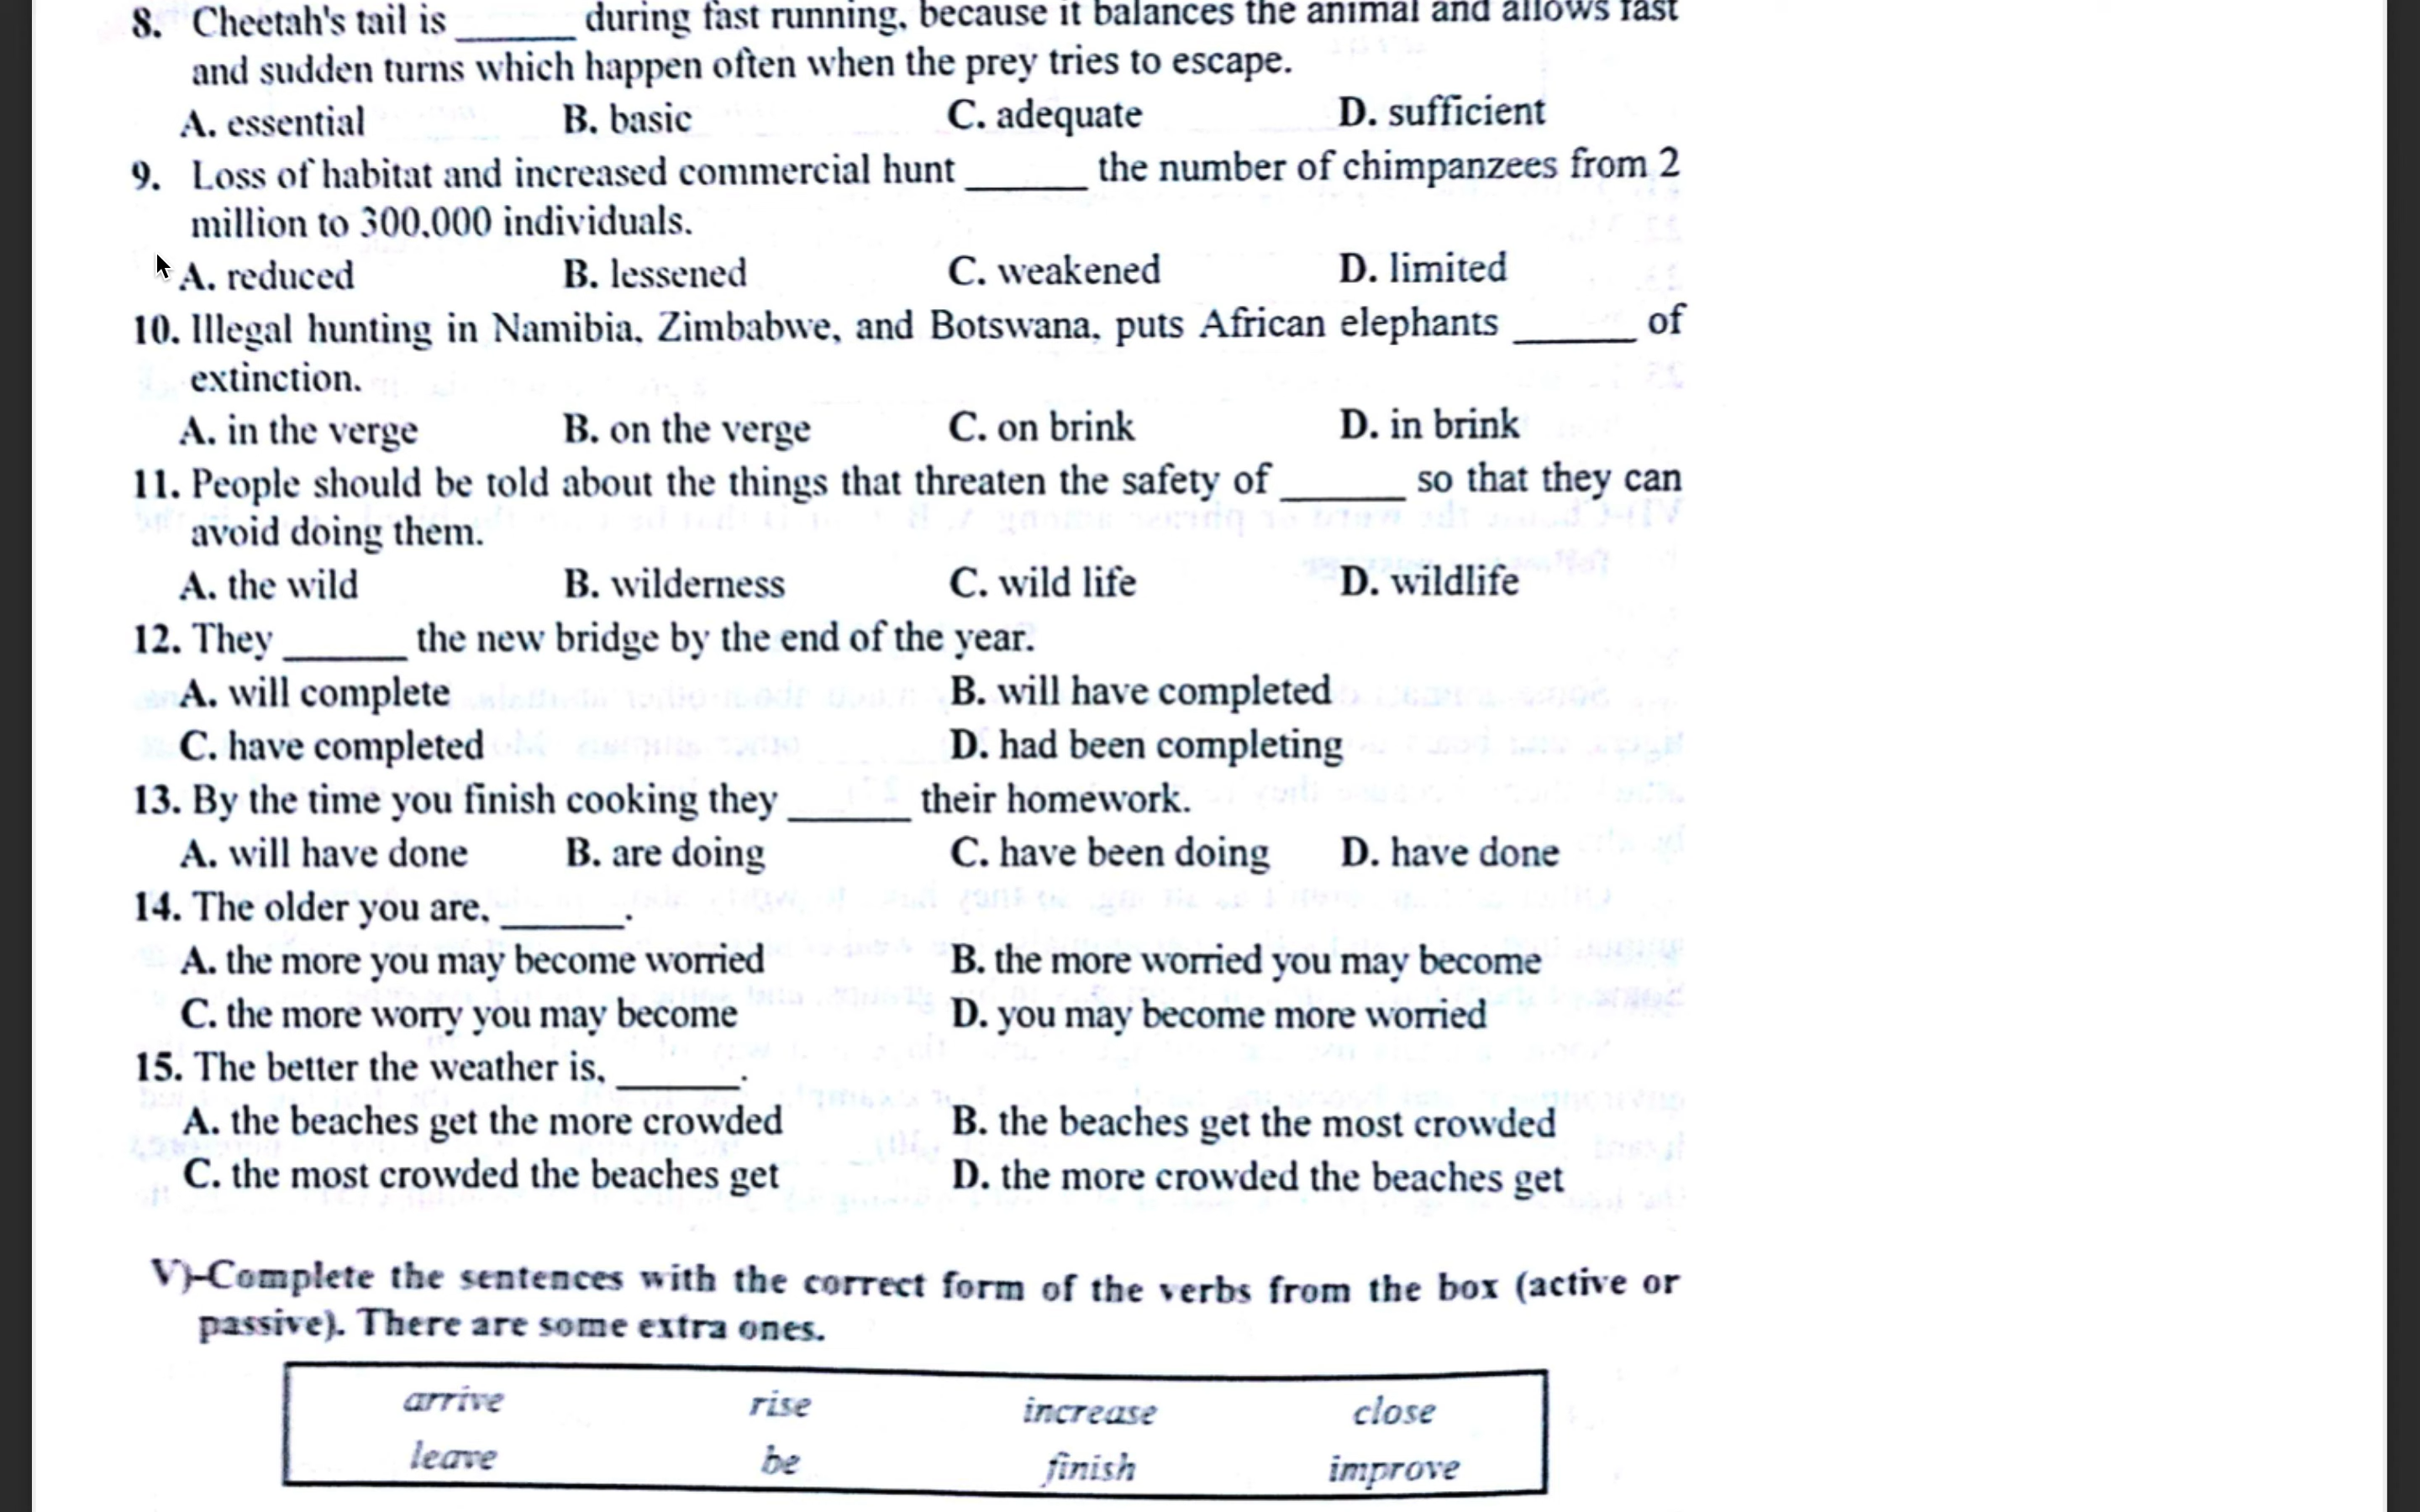 8. Cheetah's tail is ______ during fast running, because it balances the animal and allows fast
and sudden turns which happen often when the prey tries to escape.
A. essential B. basic C. adequate D. sufficient
9. Loss of habitat and increased commercial hunt ______ the number of chimpanzees from 2
million to 300,000 individuals.
A. reduced B. lessened C. weakened D. limited
10. Illegal hunting in Namibia, Zimbabwe, and Botswana, puts African elephants ______ of
extinction.
A. in the verge B. on the verge C. on brink D. in brink
11. People should be told about the things that threaten the safety of ______ so that they can
avoid doing them.
A. the wild B. wilderness C. wild life D. wildlife
12. They ______ the new bridge by the end of the year.
A. will complete B. will have completed
C. have completed D. had been completing
13. By the time you finish cooking they ______ their homework.
A. will have done B. are doing C. have been doing D. have done
14. The older you are, ______.
A. the more you may become worried B. the more worried you may become
C. the more worry you may become D. you may become more worried
15. The better the weather is, ______.
A. the beaches get the more crowded B. the beaches get the most crowded
C. the most crowded the beaches get D. the more crowded the beaches get
V)-Complete the sentences with the correct form of the verbs from the box (active or
passive). There are some extra ones.
arrive rise increase close
leave be finish improve